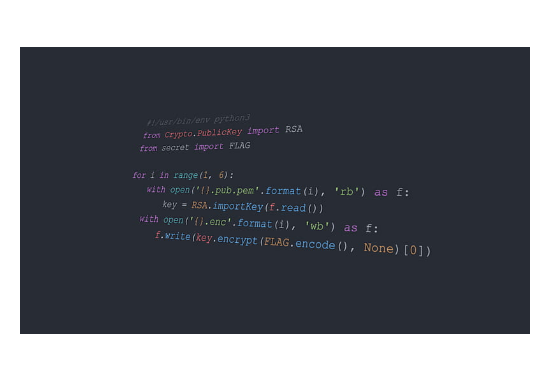 #!/usr/bin/env python3
from Crypto.PublicKey import RSA
from secret import FLAG
for i in range(1, 6):
with open('{}.pub.pem'.format(i), 'rb') as f:
key = RSA.importKey(f.read())
with open('{}.enc'.format(i), 'wb') as f:
f.write(key.encrypt(FLAG.encode(), None)[0])